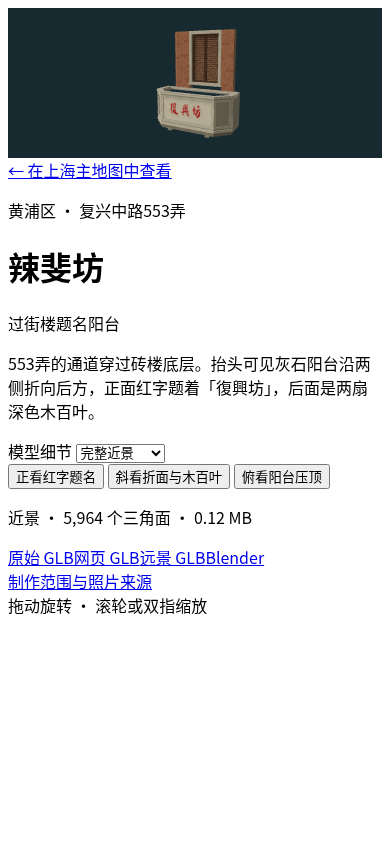 復興坊
← 在上海主地图中查看
黄浦区 · 复兴中路553弄
辣斐坊
过街楼题名阳台
553弄的通道穿过砖楼底层。抬头可见灰石阳台沿两
侧折向后方，正面红字题着「復興坊」，后面是两扇
深色木百叶。
模型细节 完整近景
正看红字题名 斜看折面与木百叶 俯看阳台压顶
近景 · 5,964 个三角面 · 0.12 MB
原始 GLB网页 GLB远景 GLBBlender
制作范围与照片来源
拖动旋转 · 滚轮或双指缩放